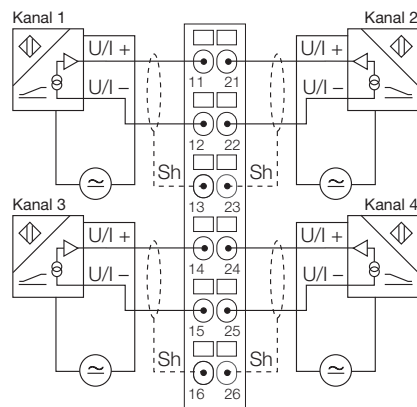 Kanal 1 Kanal 2
U/I + U/I +
11 21
U/I – U/I –
12 22
Sh Sh
13 23
Kanal 3 Kanal 4
U/I + U/I +
14 24
U/I – U/I –
15 25
Sh Sh
16 26